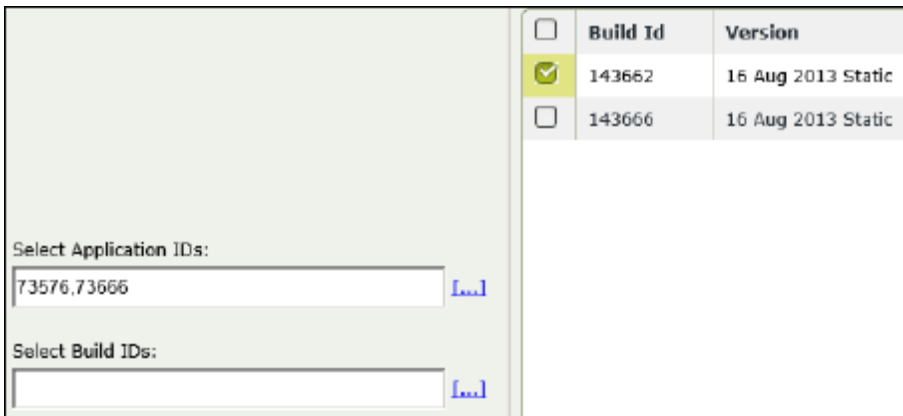 Build Id Version
143662 16 Aug 2013 Static
143666 16 Aug 2013 Static
Select Application IDs:
73576,73666 [...]
Select Build IDs:
[...]